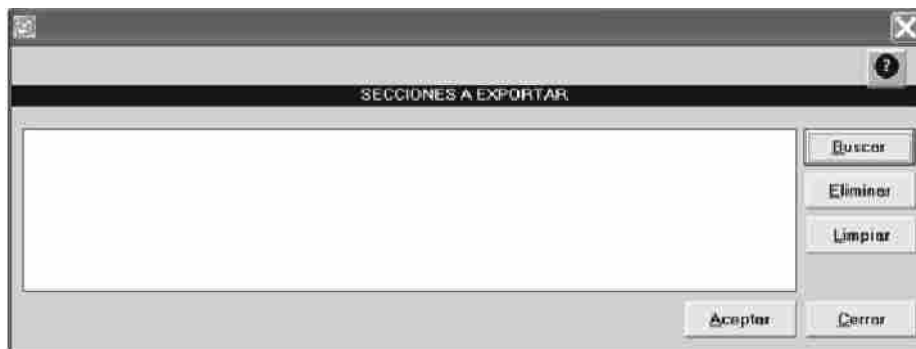 ?
SECCIONES A EXPORTAR
Buscar
Eliminar
Limpiar
Aceptar
Cerrar